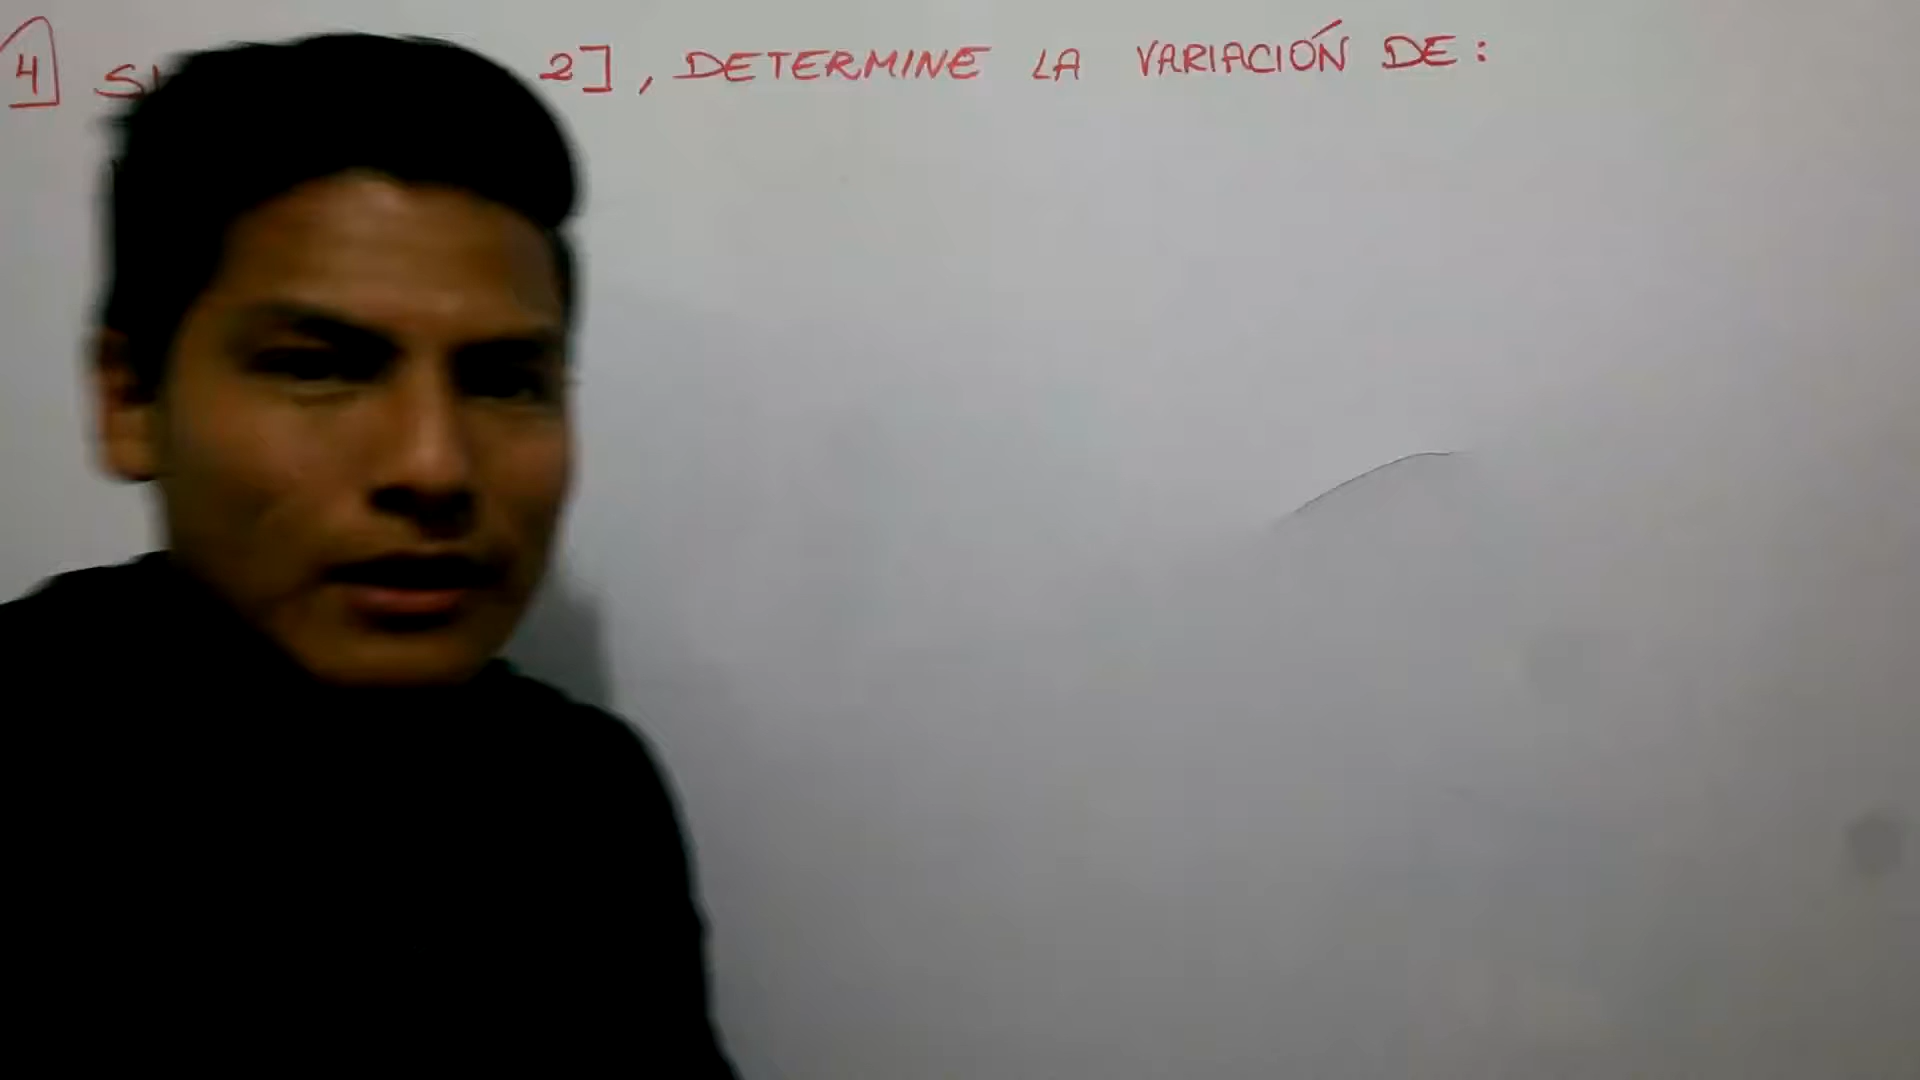 4] 2], DETERMINE LA VARIACIÓN DE: